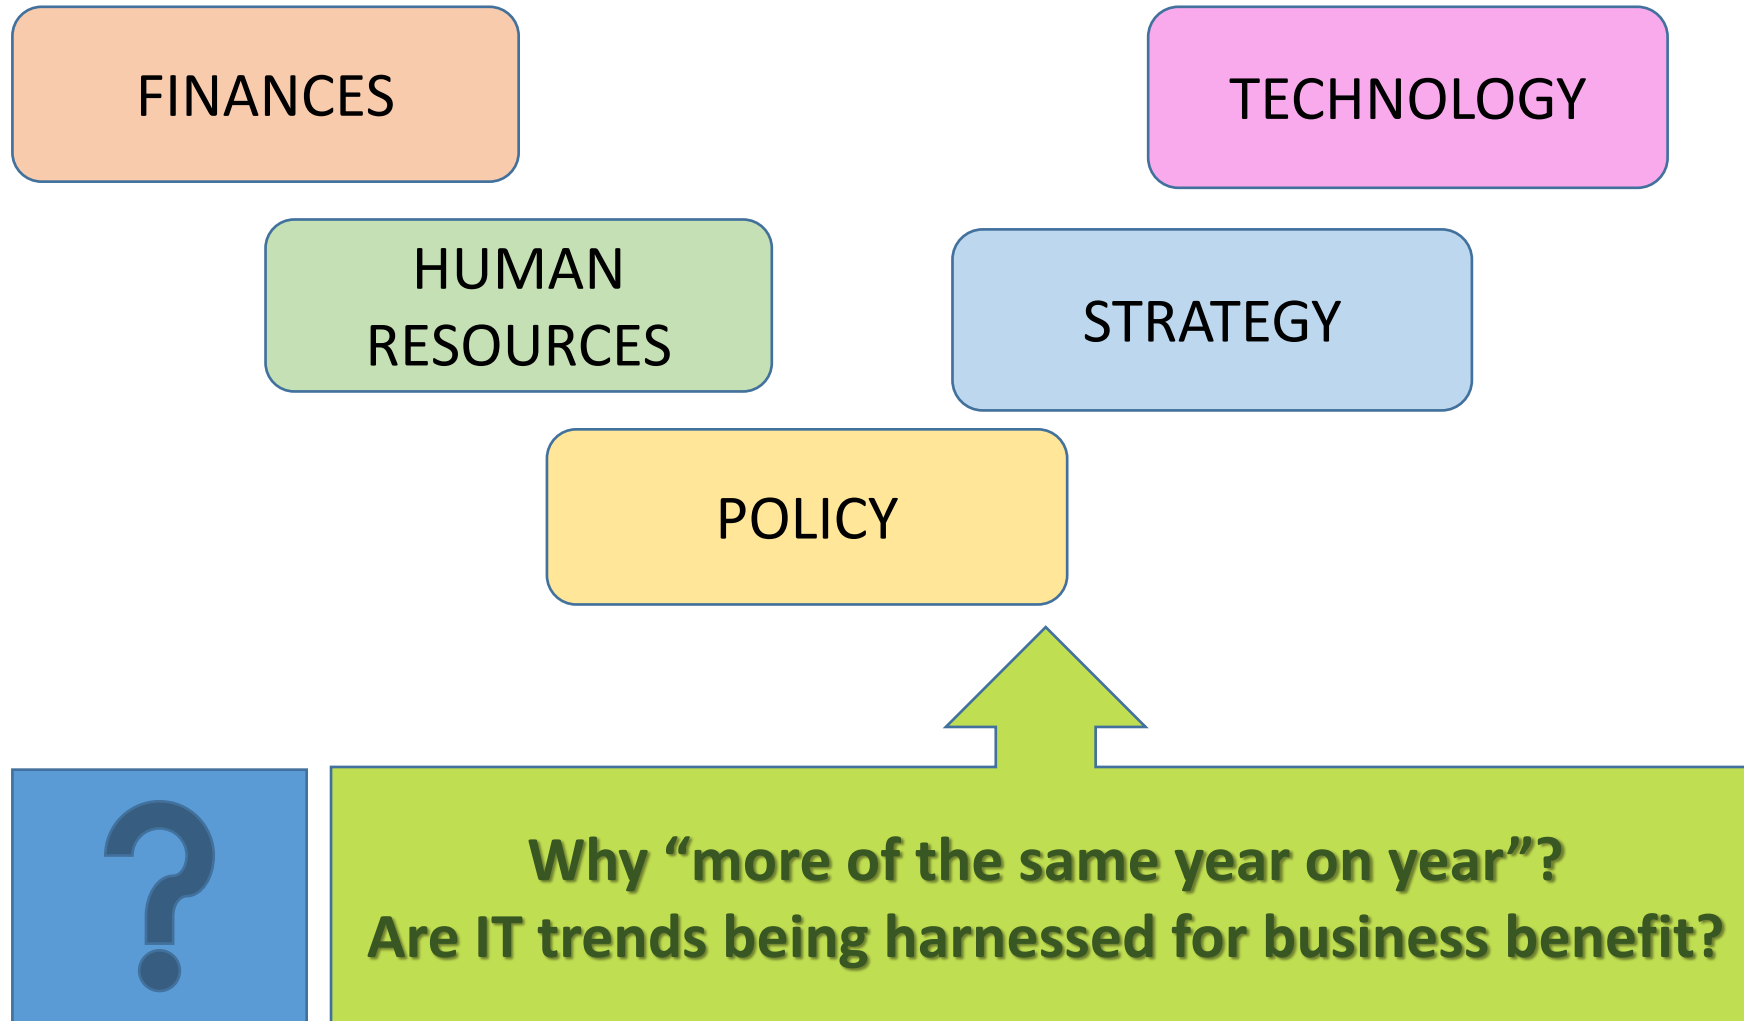 FINANCES
TECHNOLOGY
HUMAN
RESOURCES
STRATEGY
POLICY
?
Why “more of the same year on year”?
Are IT trends being harnessed for business benefit?